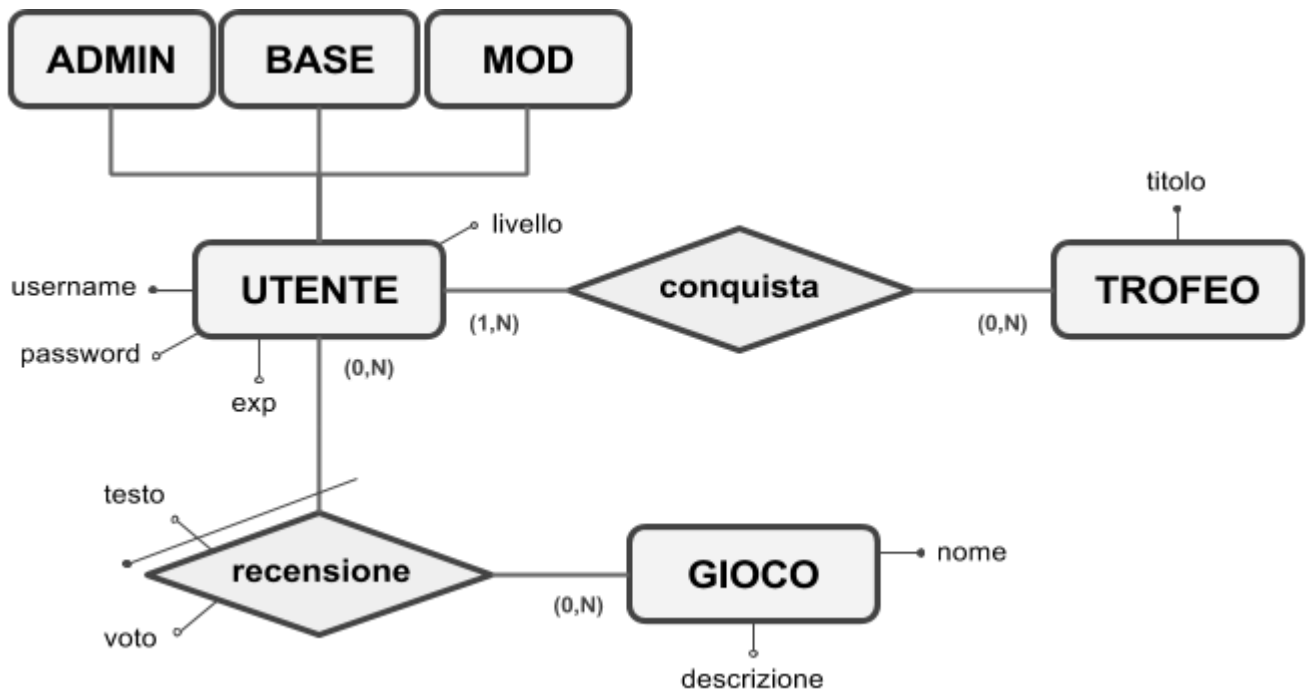 ADMIN
BASE
MOD
titolo
livello
username
UTENTE
conquista
TROFEO
(1,N)
(0,N)
password
(0,N)
exp
testo
nome
recensione
GIOCO
(0,N)
voto
descrizione